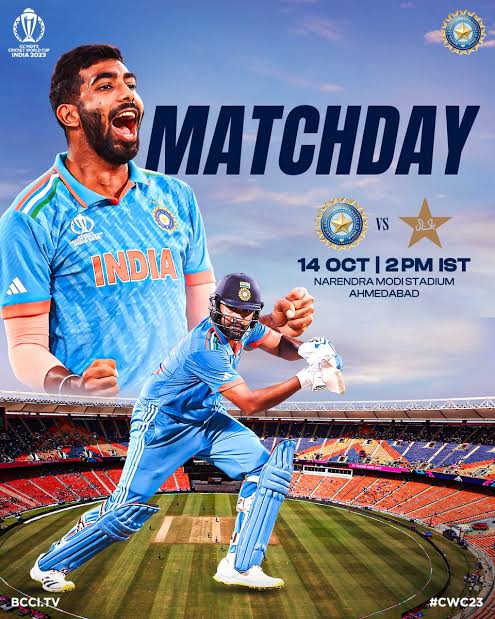 ICC MEN'S
CRICKET WORLD CUP
INDIA 2023
MATCHDAY
INDIA
VS
14 OCT | 2 PM IST
NARENDRA MODI STADIUM
AHMEDABAD
BCCI.TV
#CWC23